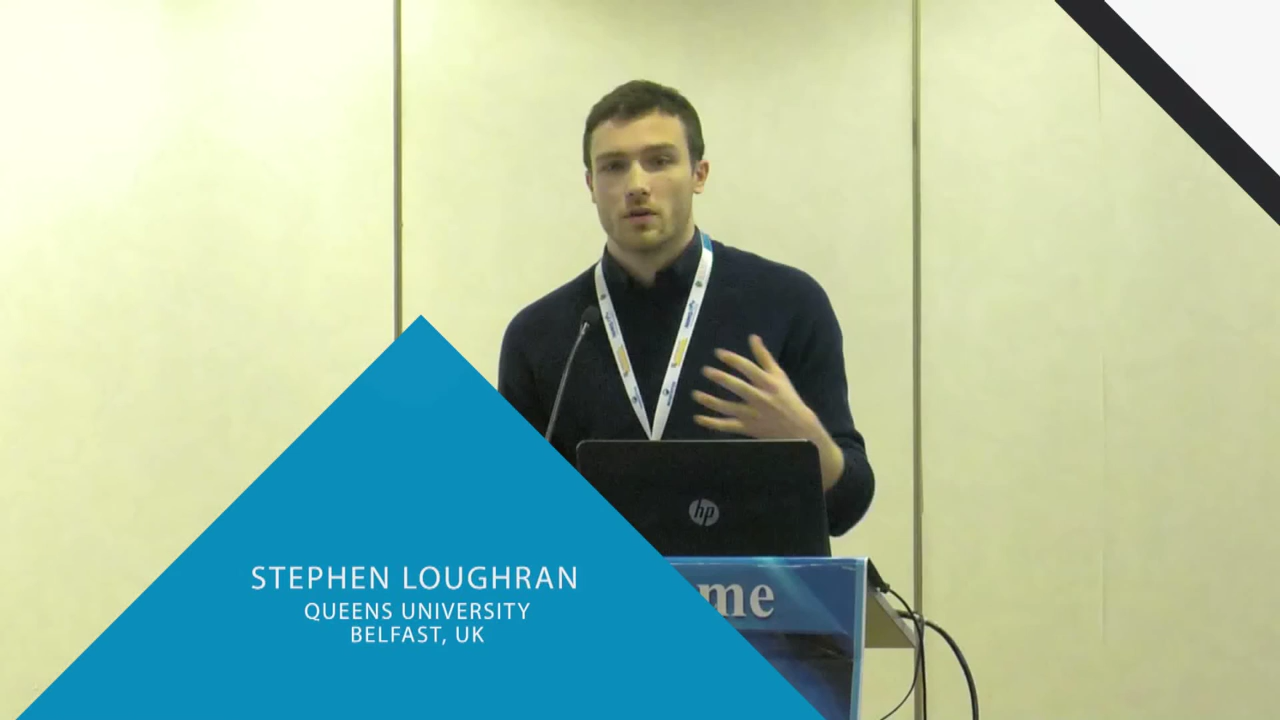 STEPHEN LOUGHRAN
QUEENS UNIVERSITY
BELFAST, UK
hp
me